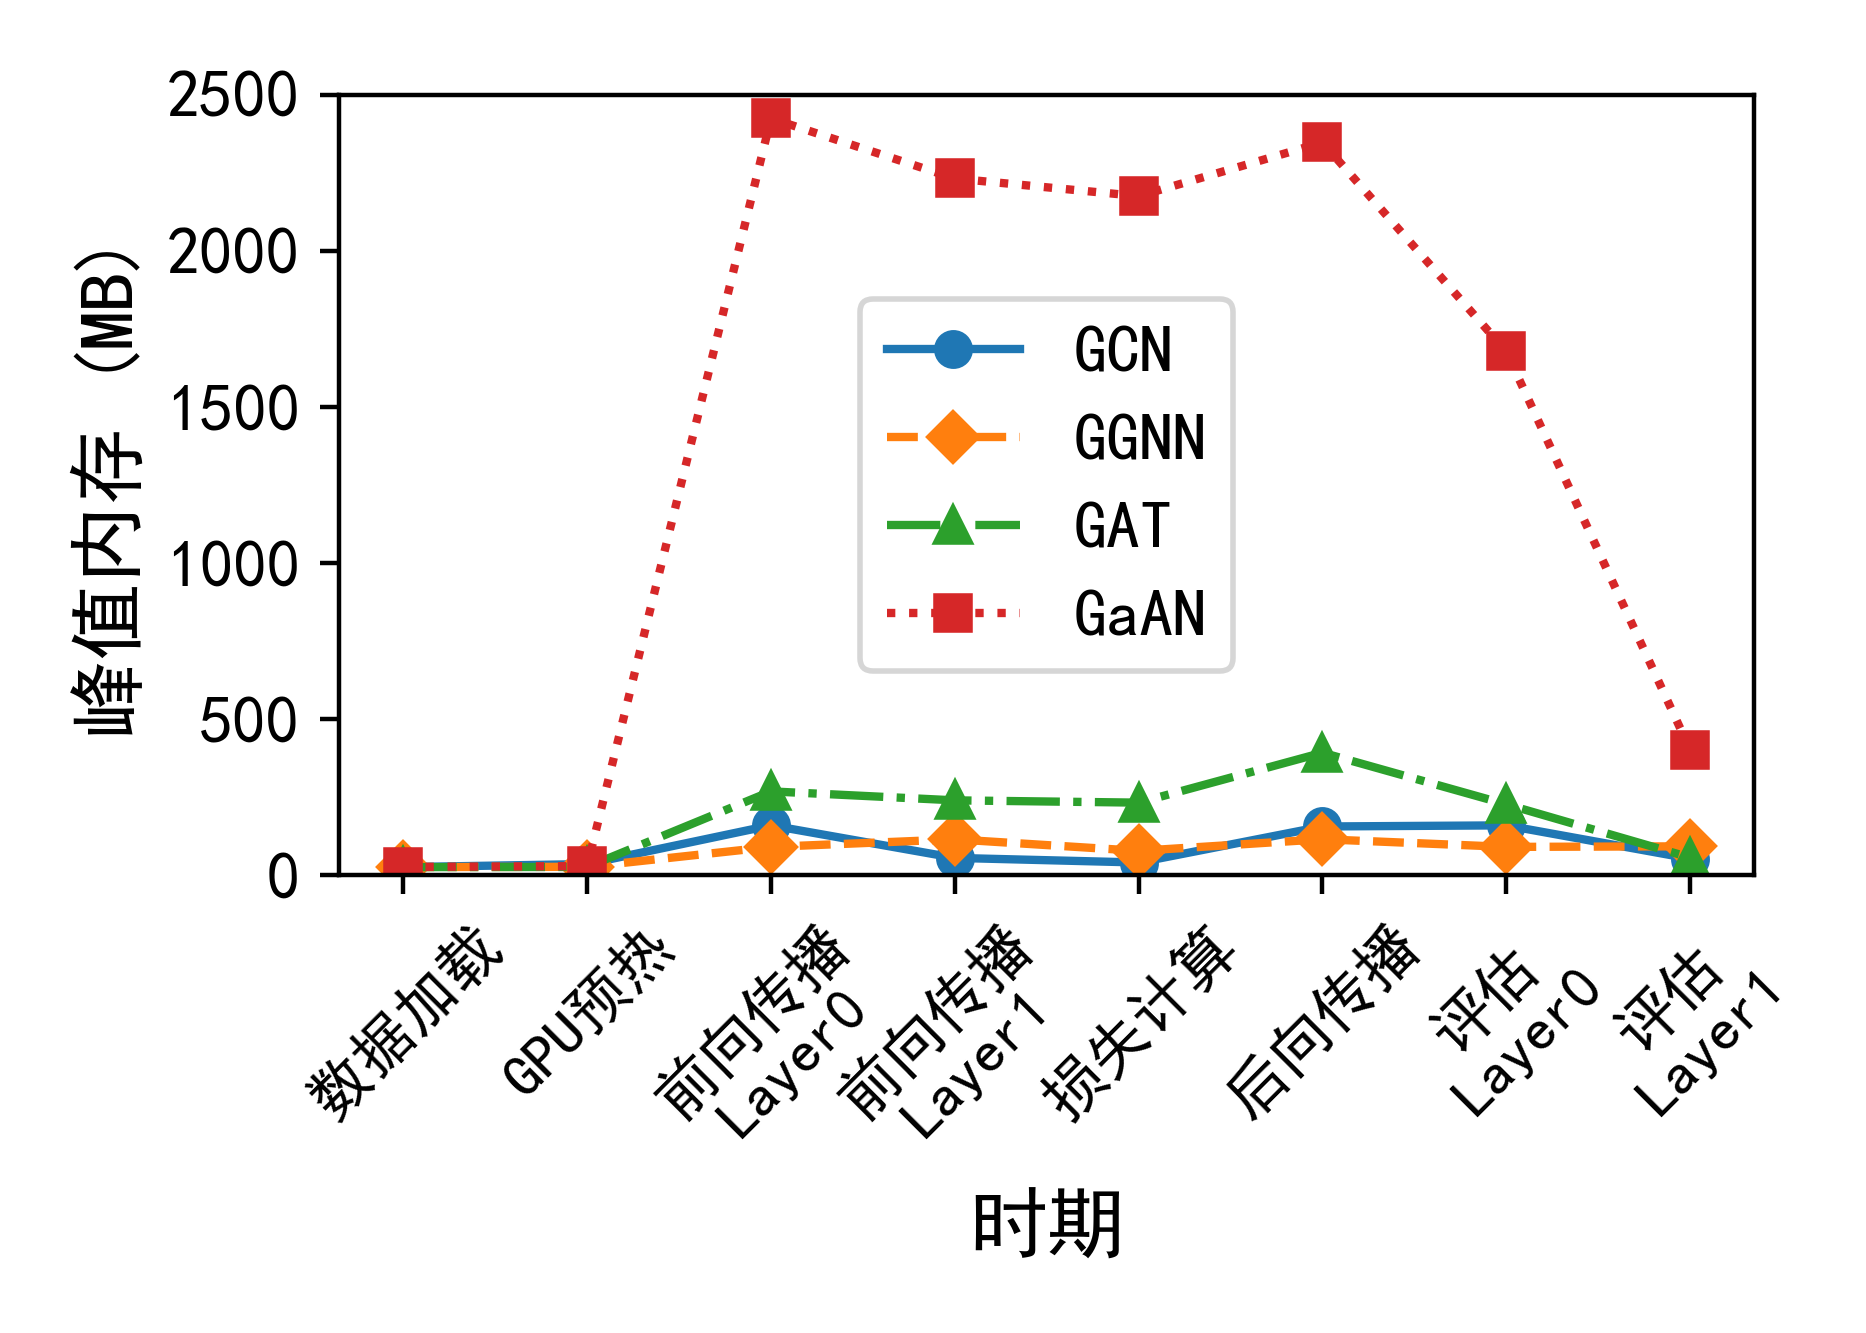 2500
2000
1500
1000
500
0
峰值内存 (MB)
GCN
GGNN
GAT
GaAN
数据加载
GPU预热
前向传播
Layer0
前向传播
Layer1
损失计算
后向传播
评估
Layer0
评估
Layer1
时期